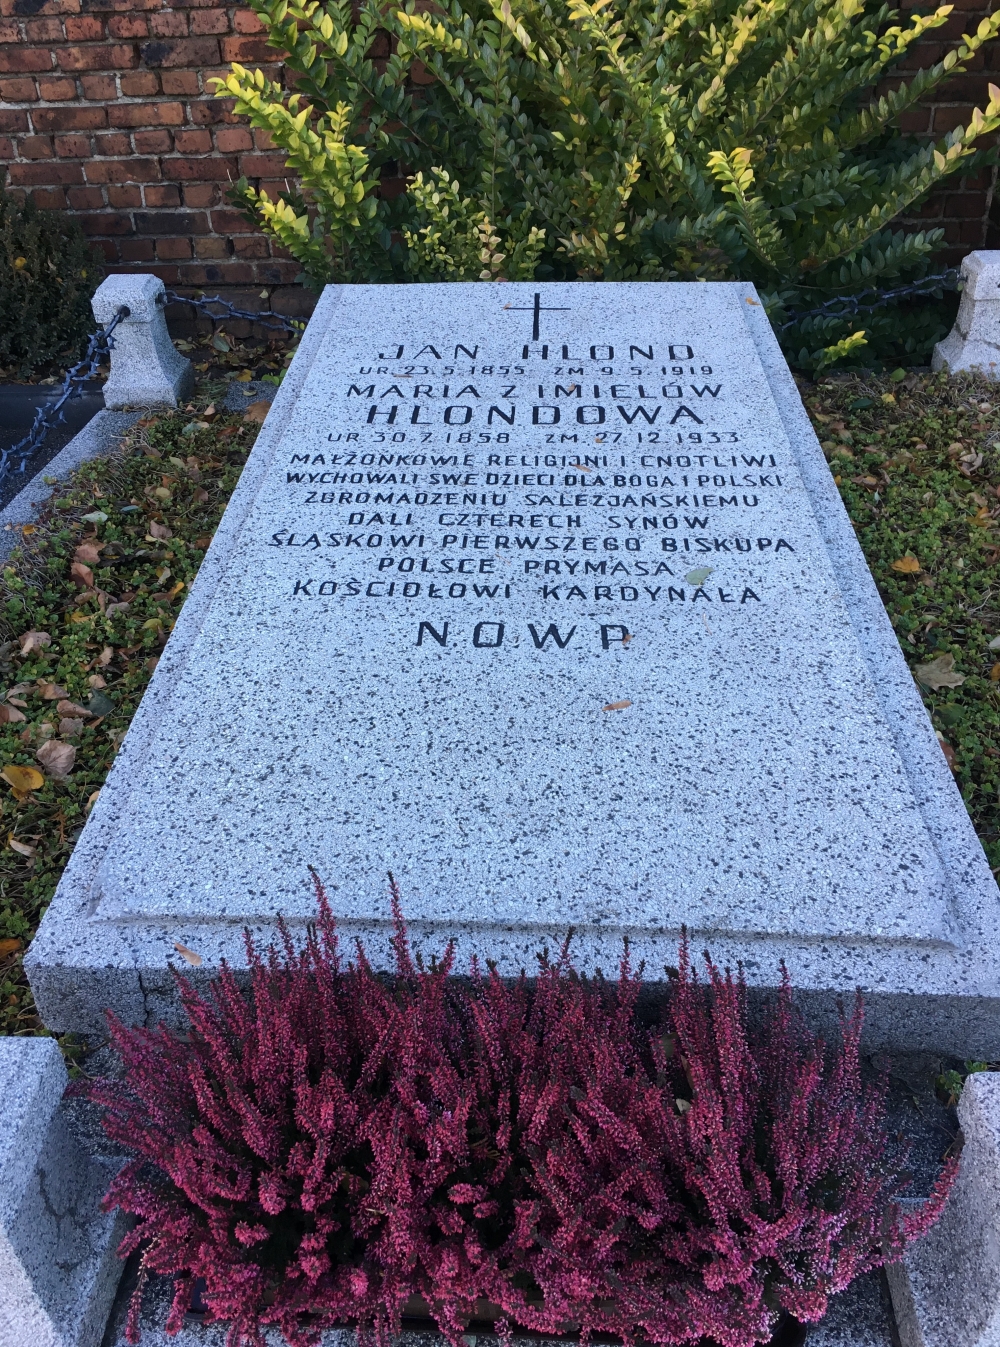 JAN HLOND
UR. 23.5.1855 ZM. 9.5.1919
MARIA Z IMIELÓW
HLONDOWA
UR. 30.7.1858 ZM. 27.12.1933
MAŁŻONKOWIE RELIGIJNI I CNOTLIWI
WYCHOWALI SWE DZIECI DLA BOGA I POLSKI
ZGROMADZENIU SALEZJAŃSKIEMU
DALI CZTERECH SYNÓW
ŚLĄSKOWI PIERWSZEGO BISKUPA
POLSCE PRYMASA
KOŚCIOŁOWI KARDYNAŁA
N.O.W.P.